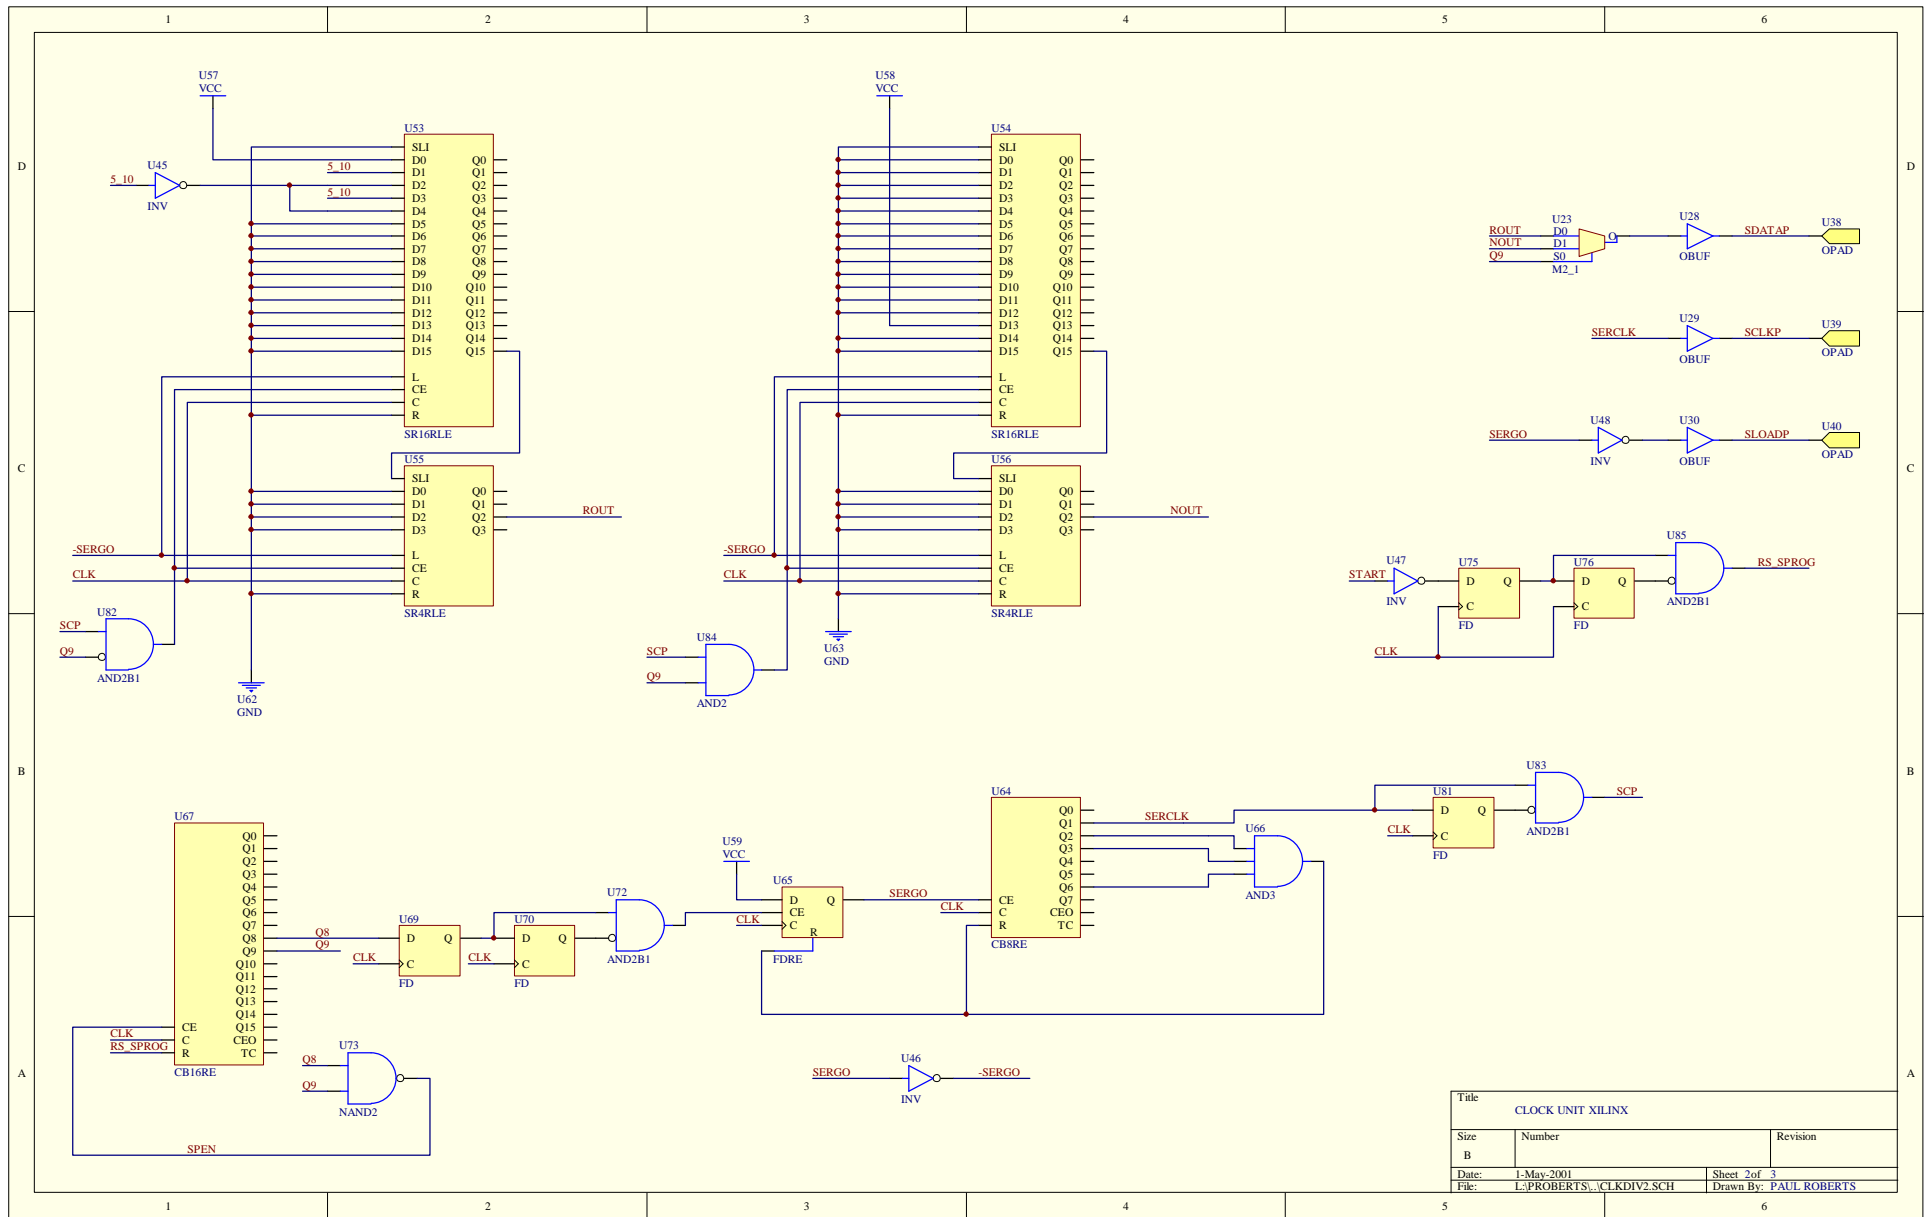 1 2 3 4 5 6
D
C
B
A
D
C
B
A
U57
VCC
5_10
U45
INV
5_10
5_10
U53
SLI
D0 Q0
D1 Q1
D2 Q2
D3 Q3
D4 Q4
D5 Q5
D6 Q6
D7 Q7
D8 Q8
D9 Q9
D10 Q10
D11 Q11
D12 Q12
D13 Q13
D14 Q14
D15 Q15
L
CE
C
R
SR16RLE
U55
SLI
D0 Q0
D1 Q1
D2 Q2
D3 Q3
L
CE
C
R
SR4RLE
ROUT
-SERGO
CLK
U82
SCP
Q9
AND2B1
U62
GND
U58
VCC
U54
SLI
D0 Q0
D1 Q1
D2 Q2
D3 Q3
D4 Q4
D5 Q5
D6 Q6
D7 Q7
D8 Q8
D9 Q9
D10 Q10
D11 Q11
D12 Q12
D13 Q13
D14 Q14
D15 Q15
L
CE
C
R
SR16RLE
U56
SLI
D0 Q0
D1 Q1
D2 Q2
D3 Q3
L
CE
C
R
SR4RLE
NOUT
-SERGO
CLK
U84
SCP
Q9
AND2
U63
GND
U23
ROUT D0 O
NOUT D1
Q9 S0
M2_1
U28
OBUF
SDATAP
U38
OPAD
SERCLK
U29
OBUF
SCLKP
U39
OPAD
SERGO
U48
INV
U30
OBUF
SLOADP
U40
OPAD
START
U47
INV
U75
D Q
C
FD
U76
D Q
C
FD
U85
AND2B1
RS_SPROG
CLK
U67
Q0
Q1
Q2
Q3
Q4
Q5
Q6
Q7
Q8
Q9
Q10
Q11
Q12
Q13
Q14
CE Q15
C CEO
R TC
CB16RE
CLK
RS_SPROG
Q8
Q9
CLK
U69
D Q
C
FD
CLK
U70
D Q
C
FD
U72
AND2B1
U73
Q8
Q9
NAND2
SPEN
U59
VCC
U65
D Q
CE
C
R
FDRE
CLK
SERGO
CLK
U64
Q0
Q1
Q2
Q3
Q4
Q5
Q6
CE Q7
C CEO
R TC
CB8RE
SERCLK
U66
AND3
CLK
U81
D Q
C
FD
U83
AND2B1
SCP
SERGO
U46
INV
-SERGO
Title
CLOCK UNIT XILINX
Size Number Revision
B
Date: 1-May-2001 Sheet 2of 3
File: L:\PROBERTS\..\CLKDIV2.SCH Drawn By: PAUL ROBERTS
1 2 3 4 5 6